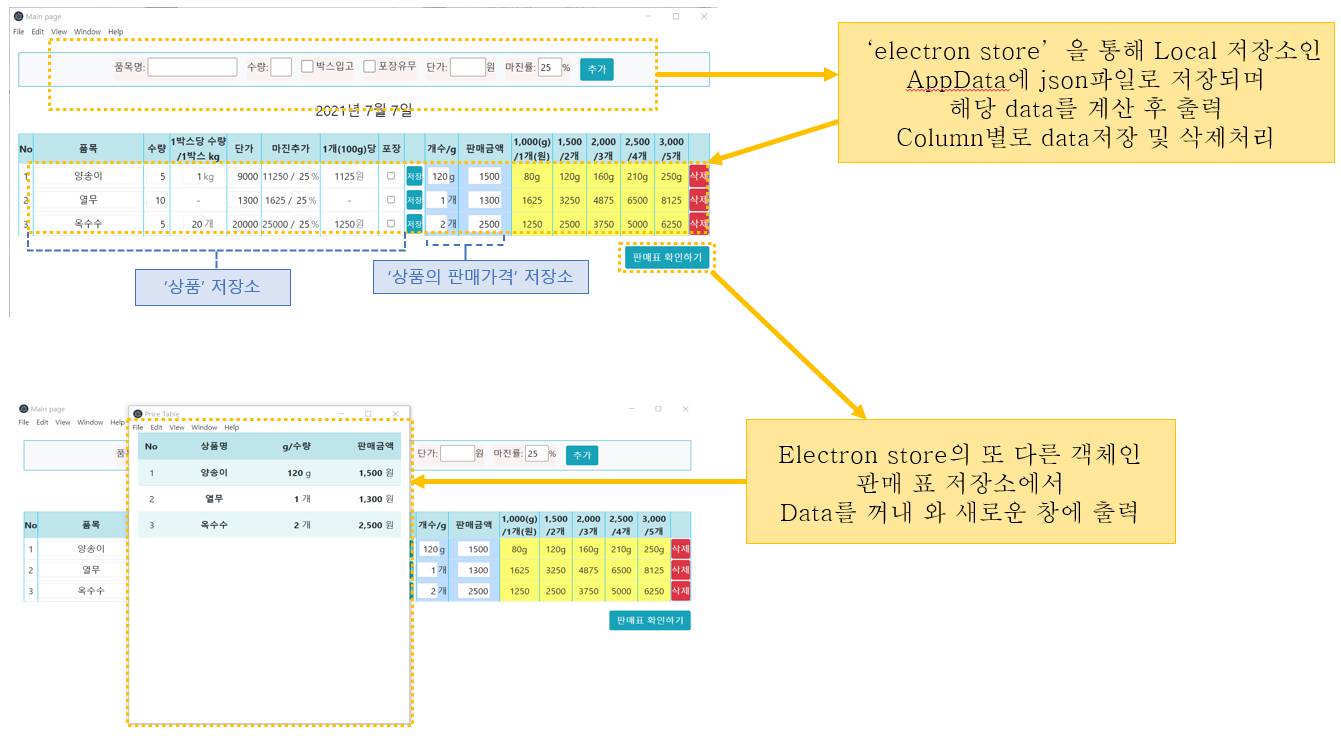 Main page
File Edit View Window Help
품목명: 수량: 박스입고 포장유무 단가: 원 마진률: 25 % 추가
2021년 7월 7일
No 품목 수량 1박스당 수량 /1박스 kg 단가 마진추가 1개(100g)당 포장 개수/g 판매금액 1,000(g) /1개(원) 1,500 /2개 2,000 /3개 2,500 /4개 3,000 /5개
1 양송이 5 1 kg 9000 11250 / 25 % 1125원 저장 120 g 1500 80g 120g 160g 210g 250g 삭제
2 열무 10 - 1300 1625 / 25 % - 저장 1 개 1300 1625 3250 4875 6500 8125 삭제
3 옥수수 5 20 개 20000 25000 / 25 % 1250원 저장 2 개 2500 1250 2500 3750 5000 6250 삭제
판매표 확인하기
'상품' 저장소
'상품의 판매가격' 저장소
‘electron store’ 을 통해 Local 저장소인
AppData에 json파일로 저장되며
해당 data를 계산 후 출력
Column별로 data저장 및 삭제처리
Main page
File Edit View Window Help
단가: 원 마진률: 25 % 추가
No 품목 개수/g 판매금액 1,000(g) /1개(원) 1,500 /2개 2,000 /3개 2,500 /4개 3,000 /5개
1 양송이 120 g 1500 80g 120g 160g 210g 250g 삭제
2 열무 1 개 1300 1625 3250 4875 6500 8125 삭제
3 옥수수 2 개 2500 1250 2500 3750 5000 6250 삭제
판매표 확인하기
Price Table
File Edit View Window Help
No 상품명 g/수량 판매금액
1 양송이 120 g 1,500 원
2 열무 1 개 1,300 원
3 옥수수 2 개 2,500 원
Electron store의 또 다른 객체인
판매 표 저장소에서
Data를 꺼내 와 새로운 창에 출력